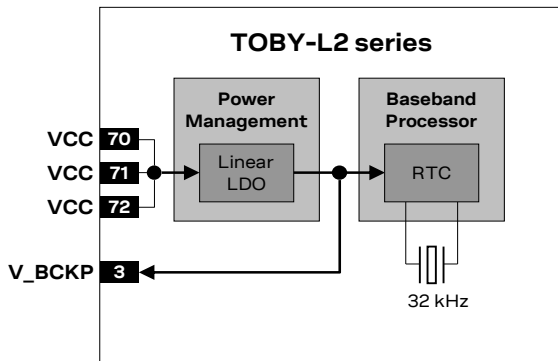 TOBY-L2 series
Power
Management
Baseband
Processor
VCC 70
VCC 71
VCC 72
Linear
LDO
RTC
V_BCKP 3
32 kHz